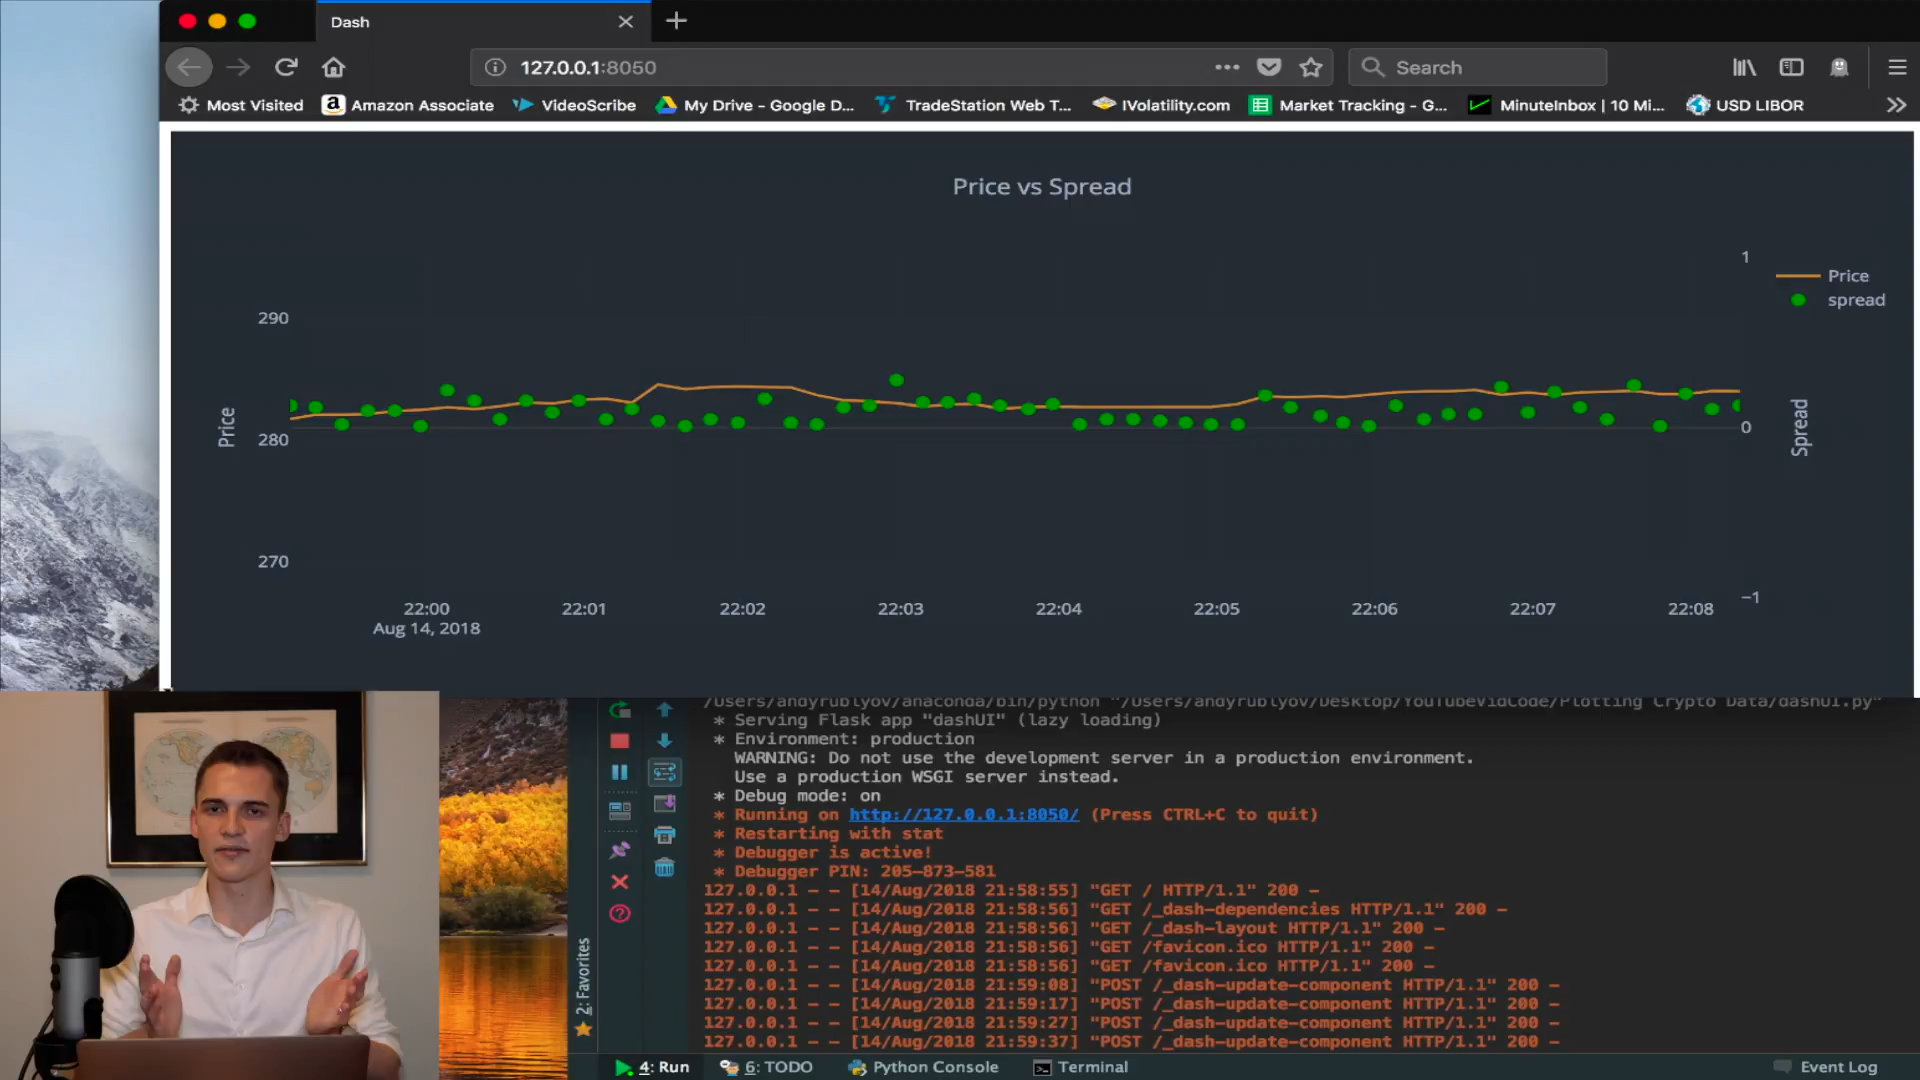 Dash
127.0.0.1:8050
Search
Most Visited
Amazon Associate
VideoScribe
My Drive - Google D...
TradeStation Web T...
IVolatility.com
Market Tracking - G...
MinuteInbox | 10 Mi...
USD LIBOR
Price vs Spread
1
Price
spread
290
Price
280
0
Spread
270
−1
22:00
22:01
22:02
22:03
22:04
22:05
22:06
22:07
22:08
Aug 14, 2018
/Users/andyrublyov/anaconda/bin/python "/Users/andyrublyov/Desktop/YouTubeVidCode/Plotting Crypto Data/dashUI.py"
* Serving Flask app "dashUI" (lazy loading)
* Environment: production
WARNING: Do not use the development server in a production environment.
Use a production WSGI server instead.
* Debug mode: on
* Running on http://127.0.0.1:8050/ (Press CTRL+C to quit)
* Restarting with stat
* Debugger is active!
* Debugger PIN: 205-873-581
127.0.0.1 - - [14/Aug/2018 21:58:55] "GET / HTTP/1.1" 200 -
127.0.0.1 - - [14/Aug/2018 21:58:56] "GET /_dash-dependencies HTTP/1.1" 200 -
127.0.0.1 - - [14/Aug/2018 21:58:56] "GET /_dash-layout HTTP/1.1" 200 -
127.0.0.1 - - [14/Aug/2018 21:58:56] "GET /favicon.ico HTTP/1.1" 200 -
127.0.0.1 - - [14/Aug/2018 21:58:56] "GET /favicon.ico HTTP/1.1" 200 -
127.0.0.1 - - [14/Aug/2018 21:59:08] "POST /_dash-update-component HTTP/1.1" 200 -
127.0.0.1 - - [14/Aug/2018 21:59:17] "POST /_dash-update-component HTTP/1.1" 200 -
127.0.0.1 - - [14/Aug/2018 21:59:27] "POST /_dash-update-component HTTP/1.1" 200 -
127.0.0.1 - - [14/Aug/2018 21:59:37] "POST /_dash-update-component HTTP/1.1" 200 -
2: Favorites
4: Run
6: TODO
Python Console
Terminal
Event Log